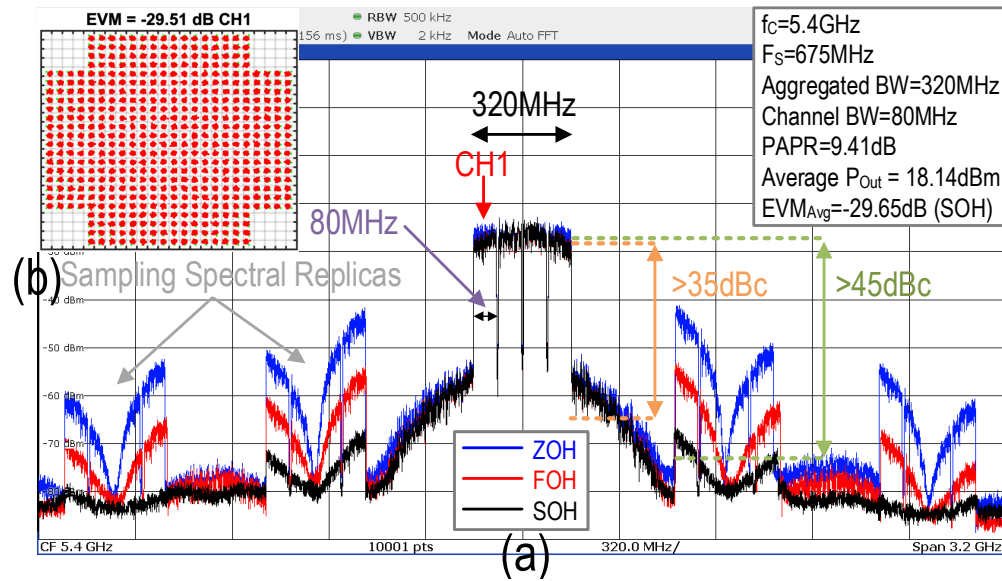 EVM = -29.51 dB CH1
RBW 500 kHz
(156 ms) VBW 2 kHz Mode Auto FFT
fC=5.4GHz
FS=675MHz
Aggregated BW=320MHz
Channel BW=80MHz
PAPR=9.41dB
Average POut = 18.14dBm
EVMAvg=-29.65dB (SOH)
320MHz
CH1
80MHz
(b)
Sampling Spectral Replicas
>35dBc
>45dBc
-40 dBm
-50 dBm
-60 dBm
-70 dBm
ZOH
FOH
SOH
CF 5.4 GHz 10001 pts 320.0 MHz/ Span 3.2 GHz
(a)